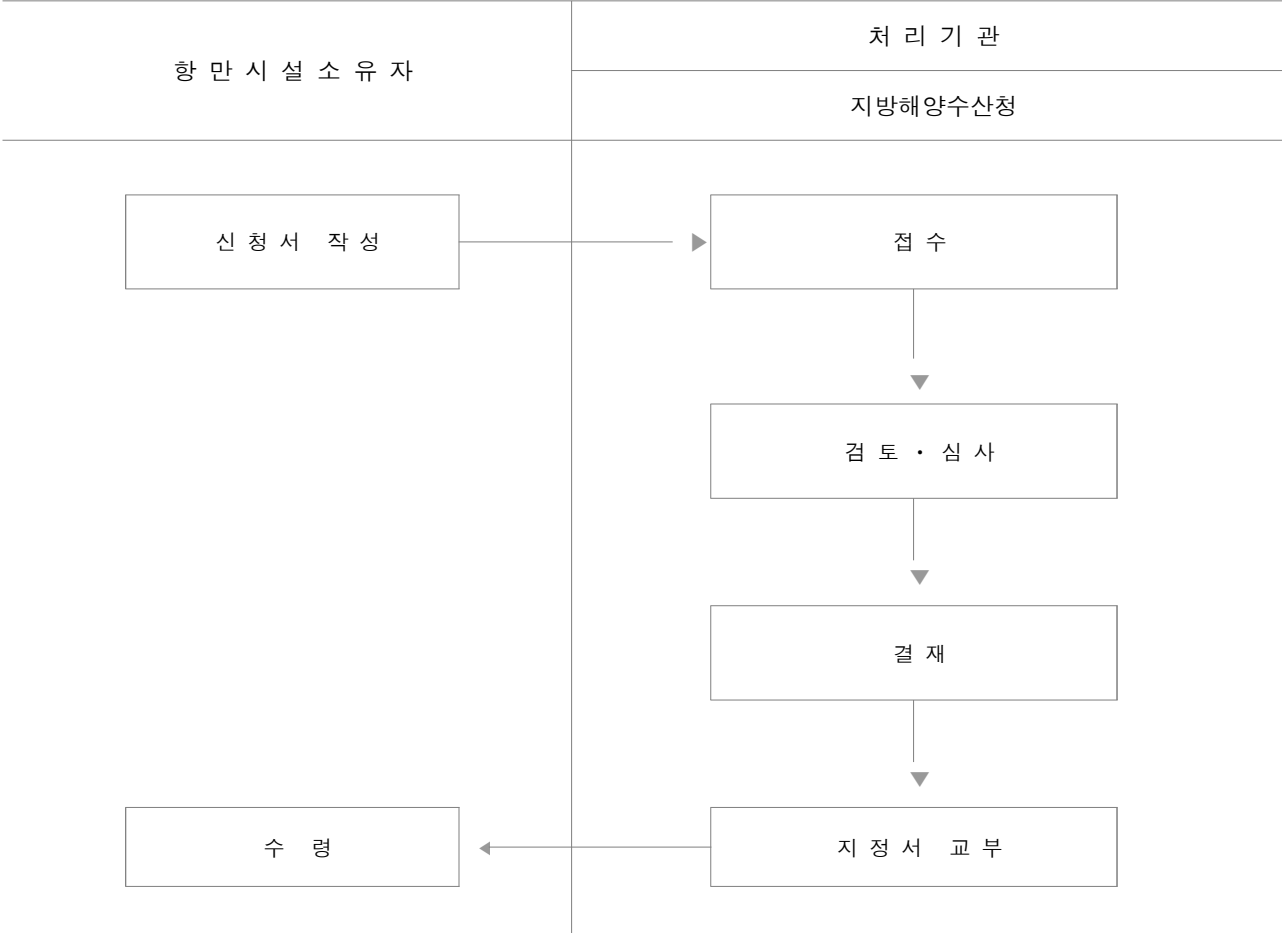 항 만 시 설 소 유 자
처 리 기 관
지방해양수산청
신 청 서 작 성
접 수
검 토 · 심 사
결 재
수 령
지 정 서 교 부